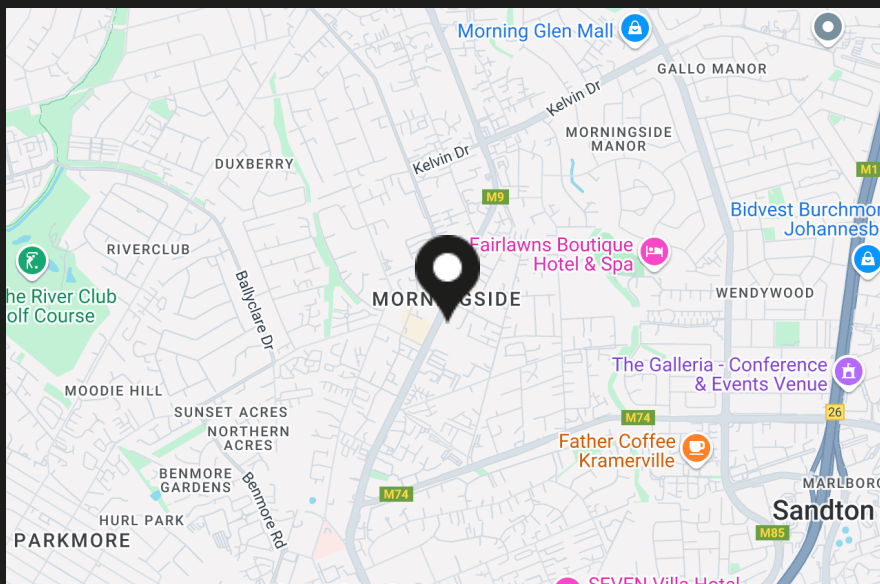 Morning Glen Mall
GALLO MANOR
Kelvin Dr
MORNINGSIDE
MANOR
DUXBERRY
Kelvin Dr
M1
M9
Bidvest Burchmor
Johannesb
RIVERCLUB
Fairlawns Boutique
Hotel & Spa
he River Club
olf Course
Ballyclare Dr
WENDYWOOD
The Galleria - Conference
& Events Venue
MOODIE HILL
SUNSET ACRES
26
M74
NORTHERN
ACRES
Father Coffee
Kramerville
BENMORE
GARDENS
Benmore Rd
M74
MARLBORO
HURL PARK
Sandton
PARKMORE
M85
SEVEN Villa Hotel